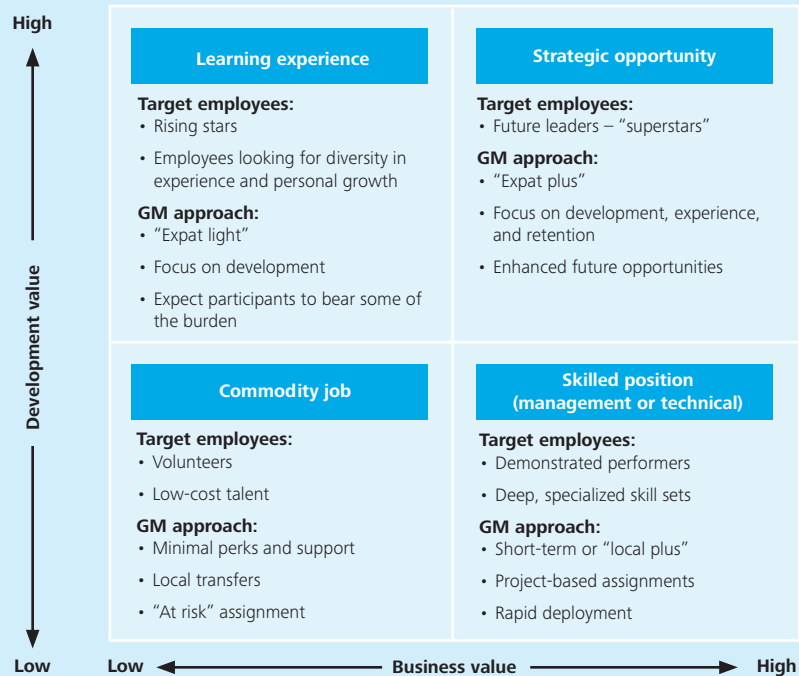 High
Development value
Low
Learning experience
Target employees:
• Rising stars
• Employees looking for diversity in
experience and personal growth
GM approach:
• “Expat light”
• Focus on development
• Expect participants to bear some of
the burden
Strategic opportunity
Target employees:
• Future leaders – “superstars”
GM approach:
• “Expat plus”
• Focus on development, experience,
and retention
• Enhanced future opportunities
Commodity job
Target employees:
• Volunteers
• Low-cost talent
GM approach:
• Minimal perks and support
• Local transfers
• “At risk” assignment
Skilled position
(management or technical)
Target employees:
• Demonstrated performers
• Deep, specialized skill sets
GM approach:
• Short-term or “local plus”
• Project-based assignments
• Rapid deployment
Low
Business value
High